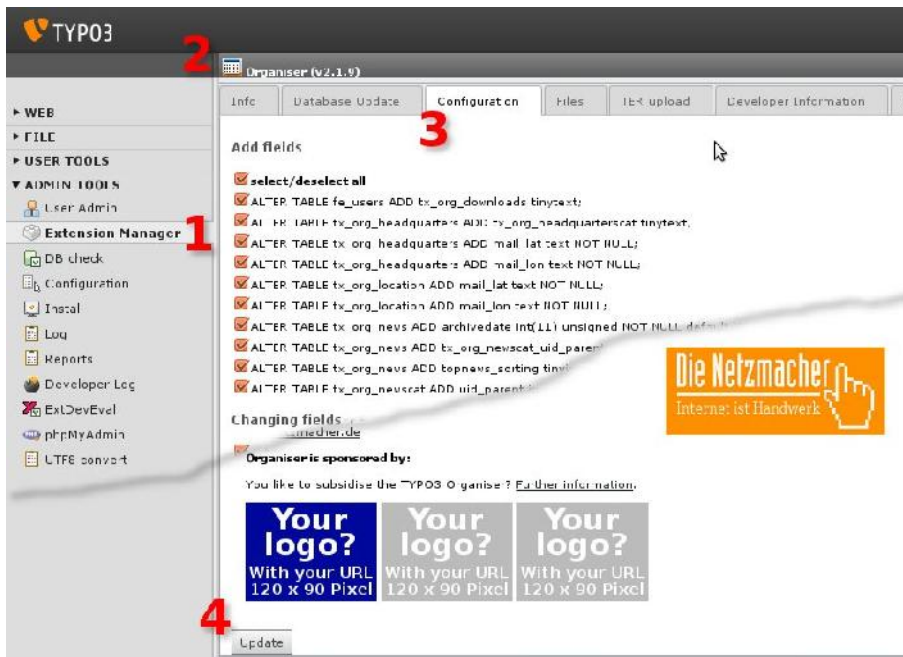 TYPO3
2
Organiser (v2.1.9)
Info
Database Update
Configuration
Files
TER upload
Developer Information
3
WEB
FILE
USER TOOLS
ADMIN TOOLS
User Admin
Extension Manager
1
DB check
Configuration
Install
Log
Reports
Developer Log
ExtDevEval
phpMyAdmin
UTF8 convert
Add fields
select/deselect all
ALTER TABLE fe_users ADD tx_org_downloads tinytext;
ALTER TABLE tx_org_headquarters ADD tx_org_headquarterscat tinytext;
ALTER TABLE tx_org_headquarters ADD mail_lat text NOT NULL;
ALTER TABLE tx_org_headquarters ADD mail_lon text NOT NULL;
ALTER TABLE tx_org_location ADD mail_lat text NOT NULL;
ALTER TABLE tx_org_location ADD mail_lon text NOT NULL;
ALTER TABLE tx_org_news ADD archivedate int(11) unsigned NOT NULL
ALTER TABLE tx_org_news ADD tx_org_newscat_uid_parent
ALTER TABLE tx_org_news ADD topnews_sorting
ALTER TABLE tx_org_newscat ADD uid_parent
Die Netzmacher
Internet ist Handwerk
Changing fields
macher.de
Organiser is sponsored by:
You like to subsidise the TYPO3 Organiser? Further information.
Your logo?
With your URL
120 x 90 Pixel
Your logo?
With your URL
120 x 90 Pixel
Your logo?
With your URL
120 x 90 Pixel
4
Update